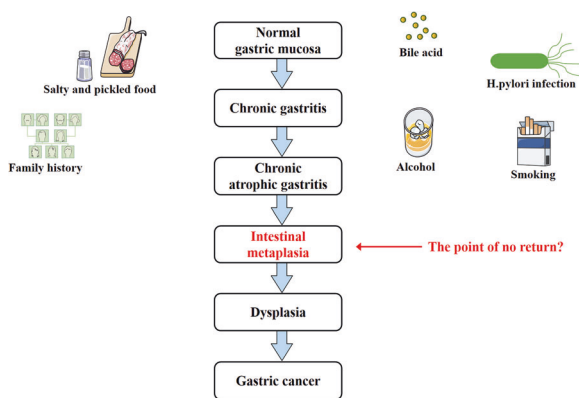 Normal
gastric mucosa
Bile acid
Salty and pickled food
H.pylori infection
Chronic gastritis
Family history
Chronic
atrophic gastritis
Alcohol
Smoking
Intestinal
metaplasia
The point of no return?
Dysplasia
Gastric cancer